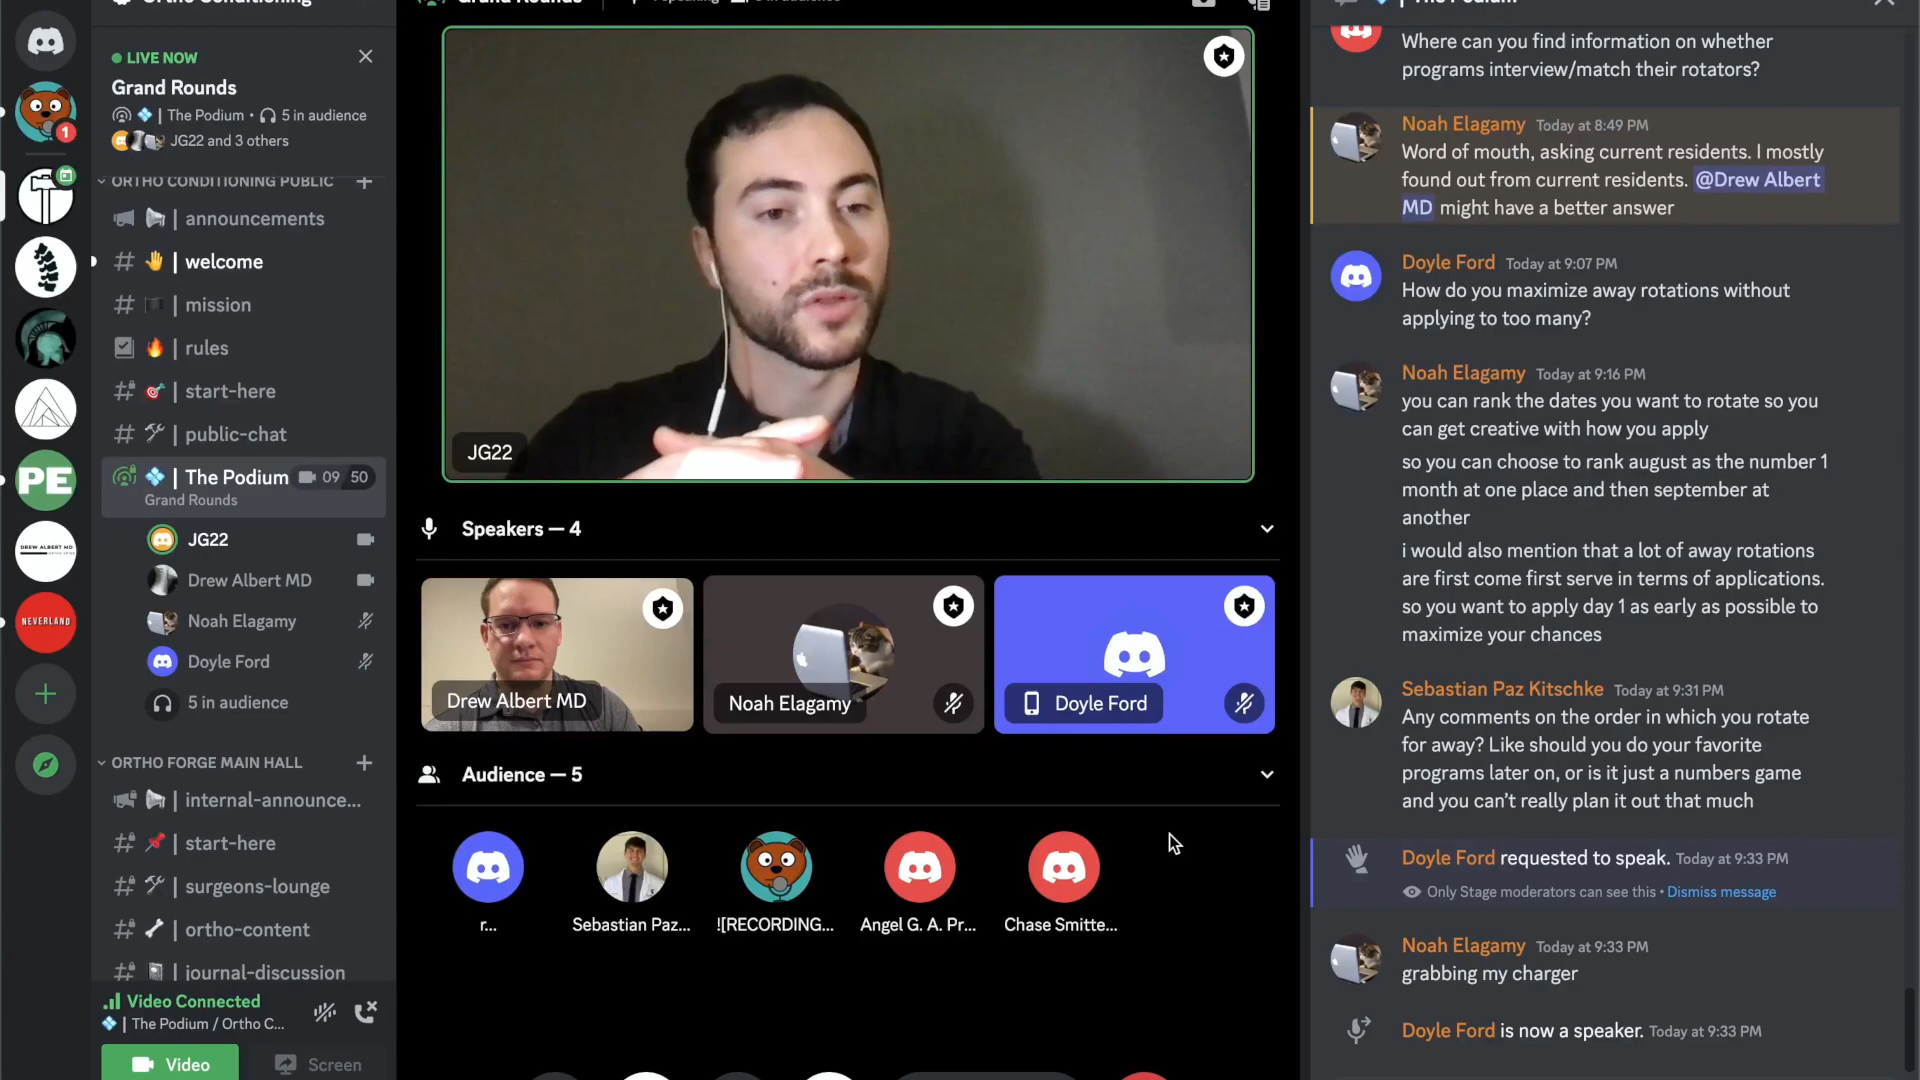 LIVE NOW
Grand Rounds
| The Podium • 5 in audience
JG22 and 3 others
1
ORTHO CONDITIONING PUBLIC
| announcements
| welcome
| mission
| rules
| start-here
| public-chat
| The Podium 09 50
Grand Rounds
JG22
Drew Albert MD
Noah Elagamy
Doyle Ford
5 in audience
ORTHO FORGE MAIN HALL
| internal-announce...
| start-here
| surgeons-lounge
| ortho-content
| journal-discussion
Video Connected
| The Podium / Ortho C...
Video
Screen
PE
DREW ALBERT MD
NEVERLAND
JG22
Speakers — 4
Drew Albert MD
Noah Elagamy
Doyle Ford
Audience — 5
r...
Sebastian Paz...
![RECORDING...
Angel G. A. Pr...
Chase Smitte...
Where can you find information on whether
programs interview/match their rotators?
Noah Elagamy Today at 8:49 PM
Word of mouth, asking current residents. I mostly
found out from current residents. @Drew Albert
MD might have a better answer
Doyle Ford Today at 9:07 PM
How do you maximize away rotations without
applying to too many?
Noah Elagamy Today at 9:16 PM
you can rank the dates you want to rotate so you
can get creative with how you apply
so you can choose to rank august as the number 1
month at one place and then september at
another
i would also mention that a lot of away rotations
are first come first serve in terms of applications.
so you want to apply day 1 as early as possible to
maximize your chances
Sebastian Paz Kitschke Today at 9:31 PM
Any comments on the order in which you rotate
for away? Like should you do your favorite
programs later on, or is it just a numbers game
and you can't really plan it out that much
Doyle Ford requested to speak. Today at 9:33 PM
Only Stage moderators can see this • Dismiss message
Noah Elagamy Today at 9:33 PM
grabbing my charger
Doyle Ford is now a speaker. Today at 9:33 PM